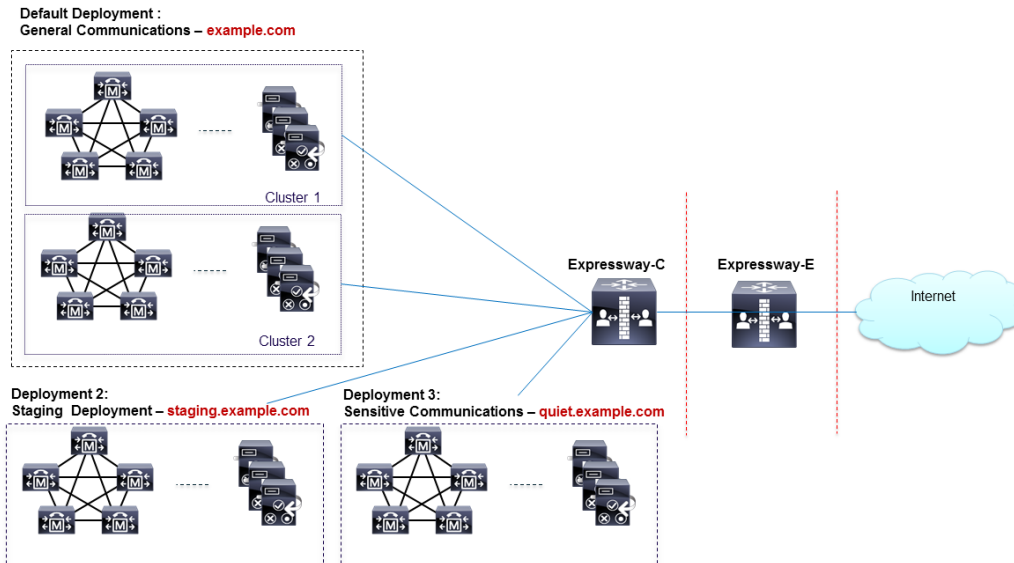 Default Deployment :
General Communications – example.com
M
M
M
M
M
Cluster 1
M
M
M
M
M
Cluster 2
Expressway-C
Expressway-E
Internet
Deployment 2:
Staging Deployment – staging.example.com
M
M
M
M
M
Deployment 3:
Sensitive Communications – quiet.example.com
M
M
M
M
M